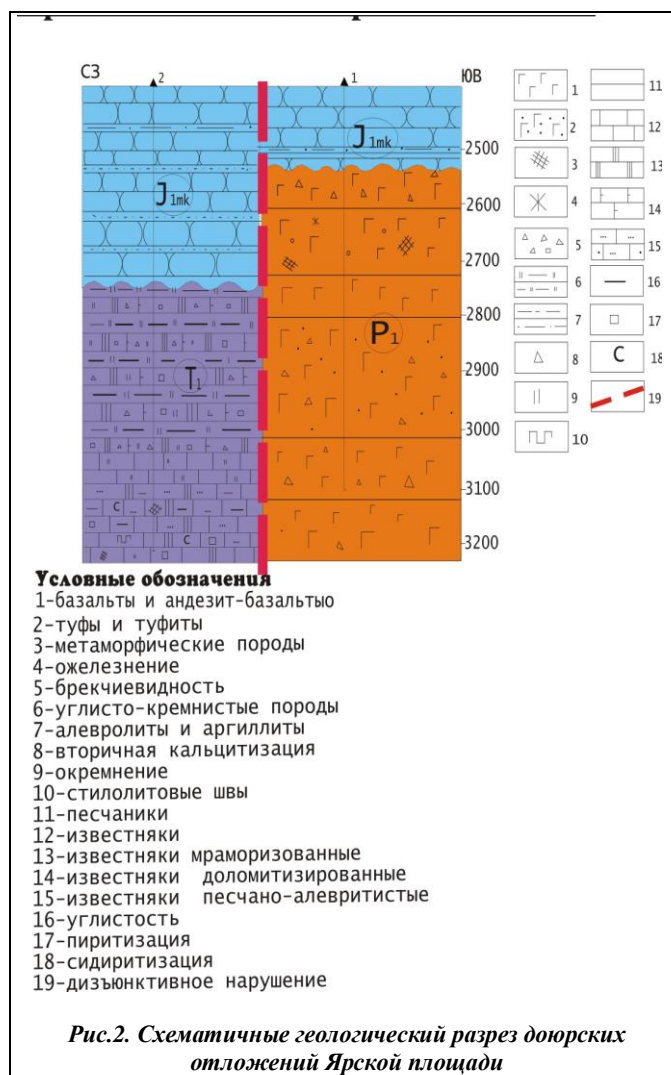 СЗ
2
1
ЮВ
J1mk
J1mk
T1
P1
2500
2600
2700
2800
2900
3000
3100
3200
1
2
3
4
5
6
7
8
9
10
11
12
13
14
15
16
17
С 18
19
С
С
Условные обозначения
1-базальты и андезит-базальтыо
2-туфы и туфиты
3-метаморфические породы
4-ожелезнение
5-брекчиевидность
6-углисто-кремнистые породы
7-алевролиты и аргиллиты
8-вторичная кальцитизация
9-окремнение
10-стилолитовые швы
11-песчаники
12-известняки
13-известняки мраморизованные
14-известняки доломитизированные
15-известняки песчано-алевритистые
16-углистость
17-пиритизация
18-сидиритизация
19-дизъюнктивное нарушение
Рис.2. Схематичные геологический разрез доюрских
отложений Ярской площади